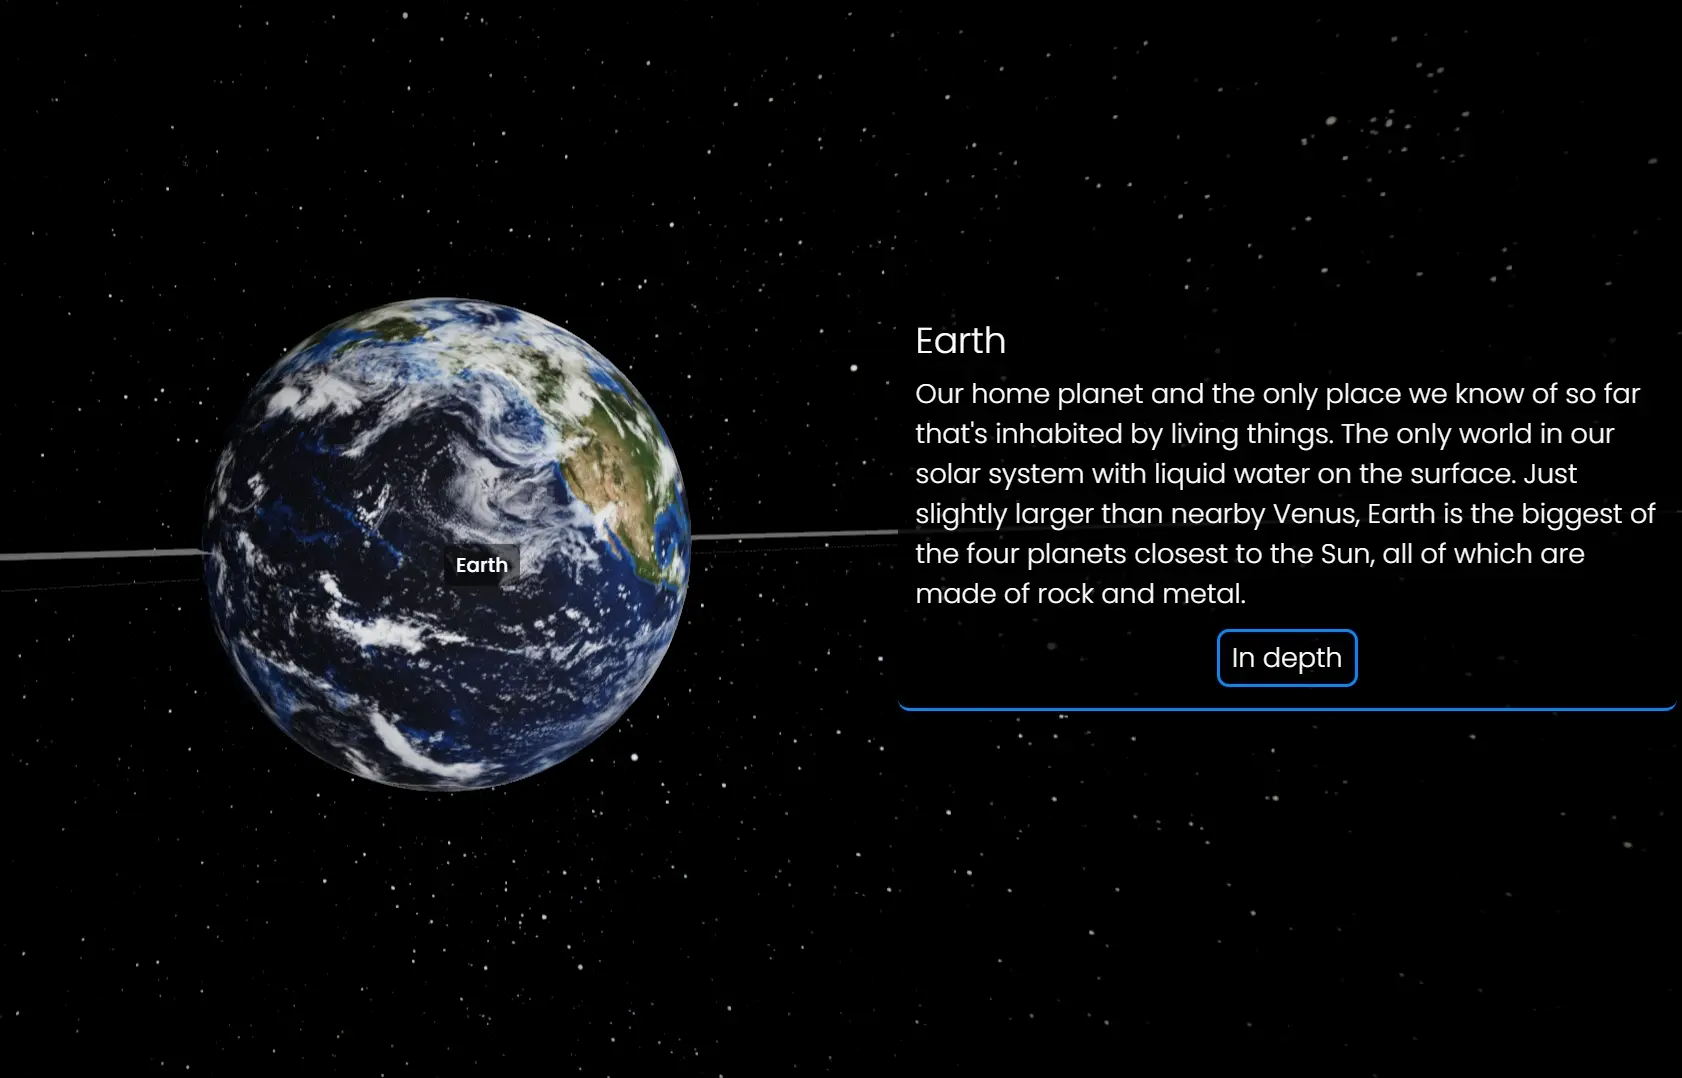 Earth
Earth
Our home planet and the only place we know of so far
that's inhabited by living things. The only world in our
solar system with liquid water on the surface. Just
slightly larger than nearby Venus, Earth is the biggest of
the four planets closest to the Sun, all of which are
made of rock and metal.
In depth